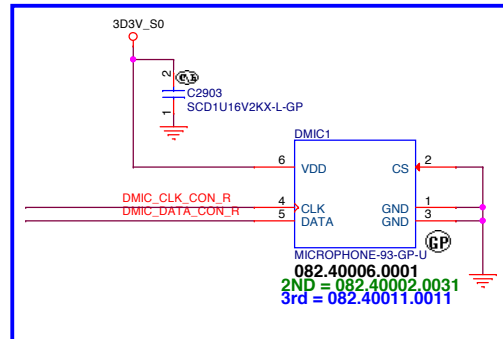 3D3V_S0
2
C2903
SCD1U16V2KX-L-GP
1
DMIC1
6 VDD CS 2
DMIC_CLK_CON_R 4 CLK GND 1
DMIC_DATA_CON_R 5 DATA GND 3
GP
MICROPHONE-93-GP-U
082.40006.0001
2ND = 082.40002.0031
3rd = 082.40011.0011